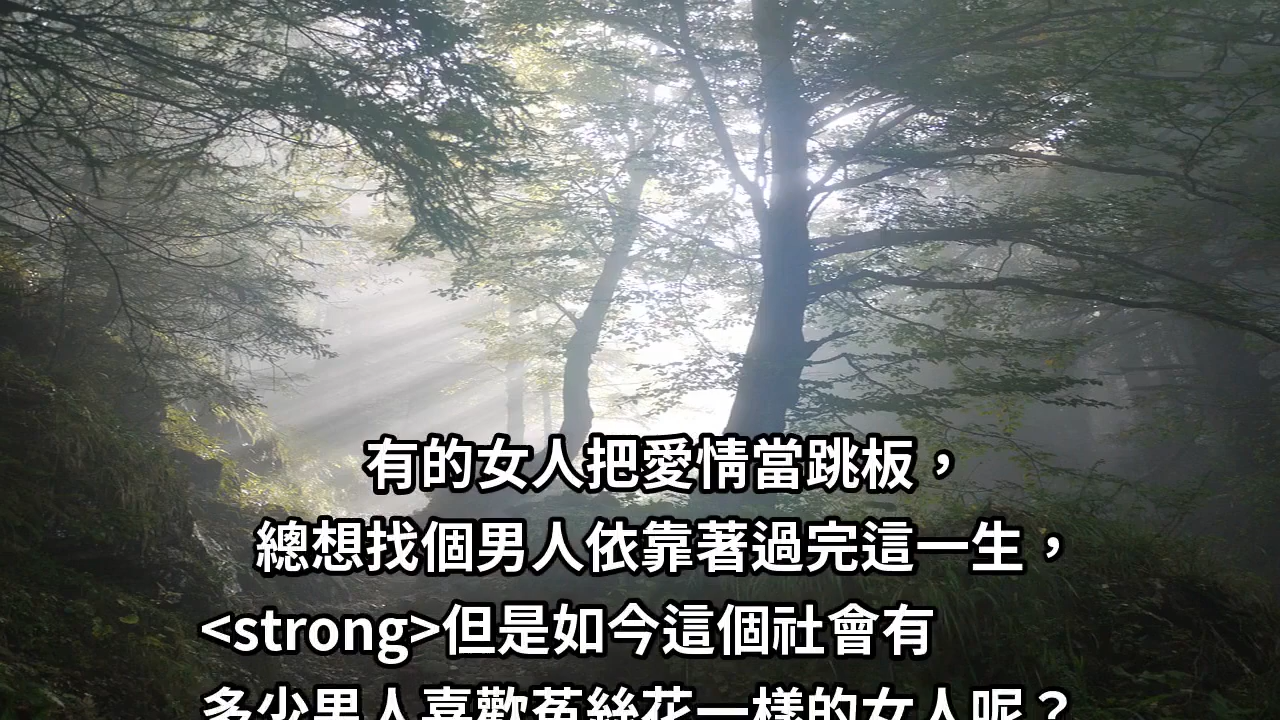 有的女人把愛情當跳板，
總想找個男人依靠著過完這一生，
<strong>但是如今這個社會有
多少男人喜歡菟絲花一樣的女人呢？